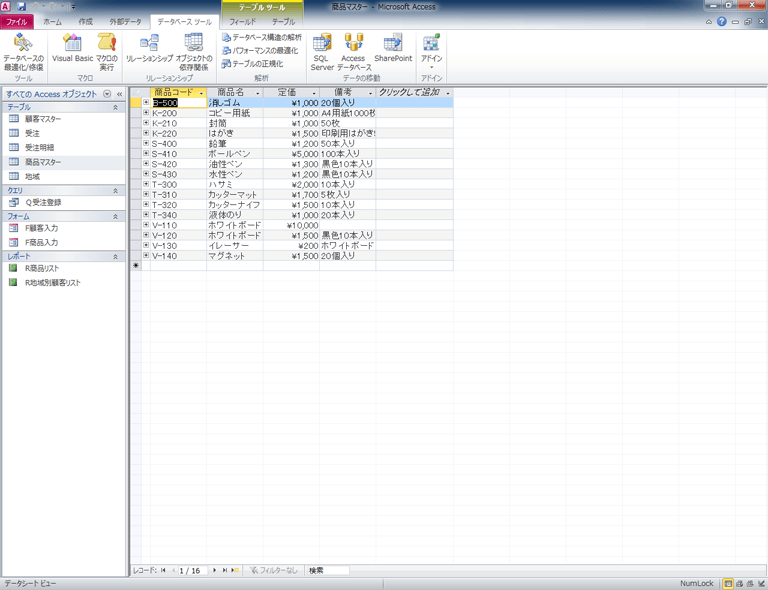 テーブル ツール
商品マスター - Microsoft Access
ファイル ホーム 作成 外部データ データベース ツール フィールド テーブル
データベースの最適化/修復
Visual Basic マクロの実行
リレーションシップ オブジェクトの依存関係
データベース構造の解析
パフォーマンスの最適化
テーブルの正規化
SQL Server Access データベース SharePoint
アドイン
ツール マクロ リレーションシップ 解析 データの移動 アドイン
すべての Access オブジェクト
テーブル
顧客マスター
受注
受注明細
商品マスター
地域
クエリ
Q受注登録
フォーム
F顧客入力
F商品入力
レポート
R商品リスト
R地域別顧客リスト
商品コード 商品名 定価 備考 クリックして追加
B-500 消しゴム ¥1,000 20個入り
K-200 コピー用紙 ¥1,000 A4用紙1000枚
K-210 封筒 ¥1,000 50枚
K-220 はがき ¥1,500 印刷用はがき
S-400 鉛筆 ¥1,200 50本入り
S-410 ボールペン ¥5,000 100本入り
S-420 油性ペン ¥1,300 黒色10本入り
S-430 水性ペン ¥1,200 黒色10本入り
T-300 ハサミ ¥2,000 10本入り
T-310 カッターマット ¥1,700 5枚入り
T-320 カッターナイフ ¥1,500 10本入り
T-340 液体のり ¥1,000 20本入り
V-110 ホワイトボード ¥10,000
V-120 ホワイトボード ¥1,500 黒色10本入り
V-130 イレーサー ¥200 ホワイトボード
V-140 マグネット ¥1,500 20個入り
レコード: 1 / 16 フィルターなし 検索
データシート ビュー NumLock